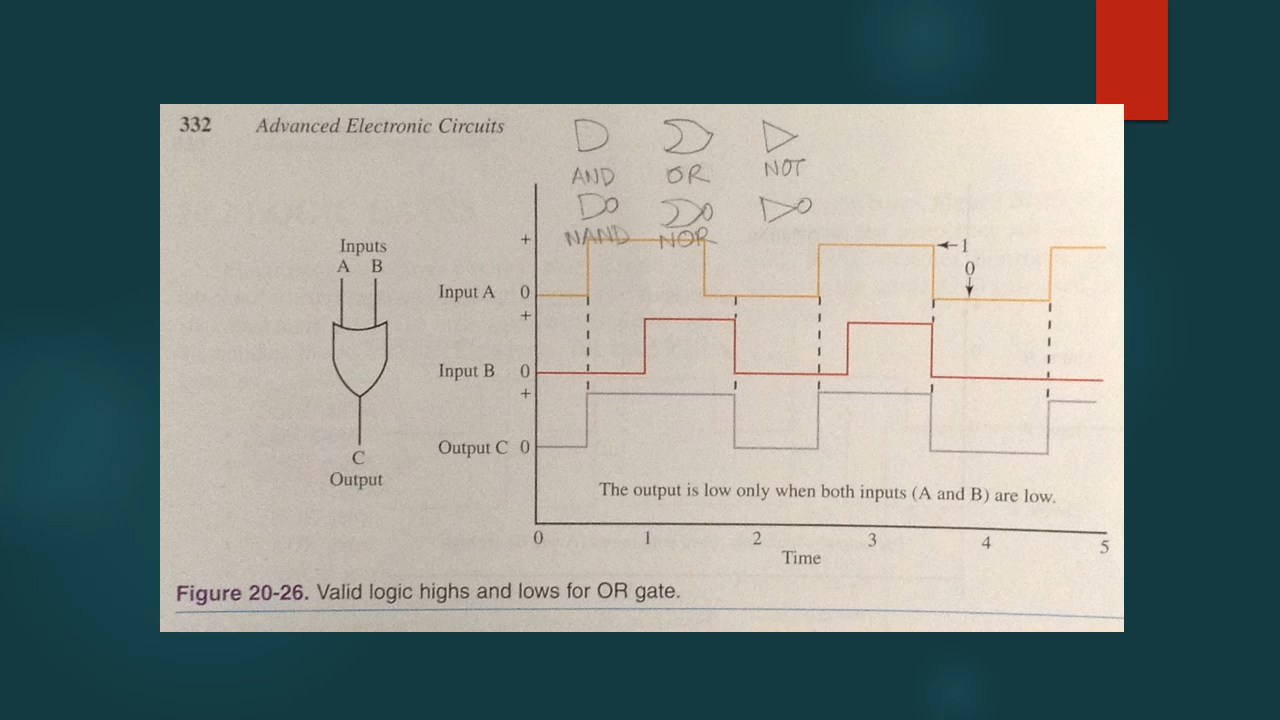 332 Advanced Electronic Circuits
AND OR NOT
NAND NOR
Inputs
A B
C
Output
+
Input A 0
+
Input B 0
+
Output C 0
1
0
The output is low only when both inputs (A and B) are low.
0 1 2 3 4 5
Time
Figure 20-26. Valid logic highs and lows for OR gate.